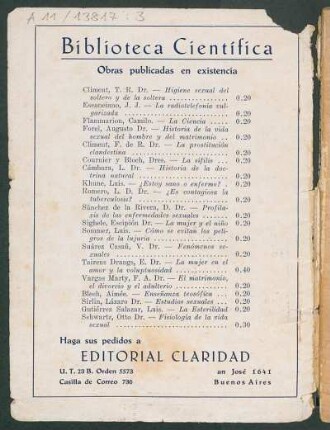 A 11 / 13817 : 3
Biblioteca Científica
Obras publicadas en existencia
Climent, T. R. Dr. — Higiene sexual del
soltero y de la soltera .................. 0.20
J. J. — La radiotelefonía vul-
garizada .................. 0.20
Flammarion, Camilo. — La Ciencia .... 0.20
Forel, Augusto Dr. — Historia de la vida
sexual del hombre y del matrimonio .. 0.20
Climent, F. de R. Dr. — La prostitución
clandestina .................. 0.20
Cournier y Bloch, Dres. — La sífilis ... 0.20
Cámbara, L. Dr. — Historia de la doc-
trina natural .................. 0.20
Khune, Luis. — ¿Estoy sano o enfermo? . 0.20
Romero, L. D. Dr. — ¿Es contagiosa la
tuberculosis? .................. 0.20
Sánchez de la Rivera, D. Dr. — Profila-
sis de las enfermedades sexuales ...... 0.20
Sighele, Escipión Dr. — La mujer y el niño 0.20
Sommer, Luis. — Cómo se evitan los peli-
gros de la lujuria .................. 0.20
Suárez Casañ, V. Dr. — Fenómenos se-
xuales .................. 0.20
Tairens Drangs, E. Dr. — La mujer en el
amor y la voluptuosidad ............ 0.40
Vargas Marty, F. A. Dr. — El matrimonio,
el divorcio y el adulterio ............ 0.20
Blech, Aimée. — Enseñanza teosófica ... 0.20
Sirlin, Lázaro Dr. — Estudios sexuales .. 0.20
Gutiérrez Salazar, Luis. — La Esterilidad 0.20
Schwartz, Otto Dr. — Fisiología de la vida
sexual .................. 0.30
Haga sus pedidos a
EDITORIAL CLARIDAD
U. T. 23 B. Orden 5573
an José 1641
Casilla de Correo 736
Buenos Aires